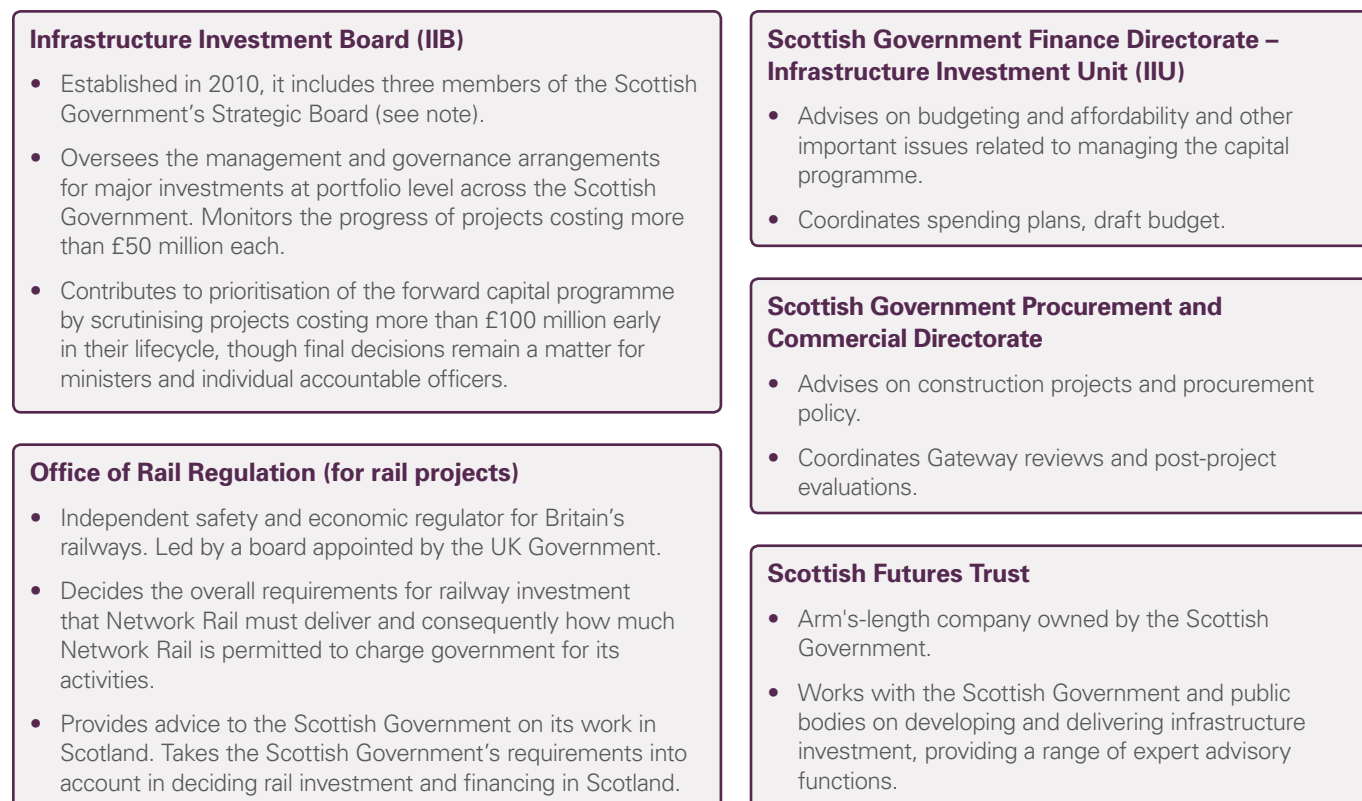 Infrastructure Investment Board (IIB)
• Established in 2010, it includes three members of the Scottish
Government’s Strategic Board (see note).
• Oversees the management and governance arrangements
for major investments at portfolio level across the Scottish
Government. Monitors the progress of projects costing more
than £50 million each.
• Contributes to prioritisation of the forward capital programme
by scrutinising projects costing more than £100 million early
in their lifecycle, though final decisions remain a matter for
ministers and individual accountable officers.
Office of Rail Regulation (for rail projects)
• Independent safety and economic regulator for Britain’s
railways. Led by a board appointed by the UK Government.
• Decides the overall requirements for railway investment
that Network Rail must deliver and consequently how much
Network Rail is permitted to charge government for its
activities.
• Provides advice to the Scottish Government on its work in
Scotland. Takes the Scottish Government’s requirements into
account in deciding rail investment and financing in Scotland.
Scottish Government Finance Directorate –
Infrastructure Investment Unit (IIU)
• Advises on budgeting and affordability and other
important issues related to managing the capital
programme.
• Coordinates spending plans, draft budget.
Scottish Government Procurement and
Commercial Directorate
• Advises on construction projects and procurement
policy.
• Coordinates Gateway reviews and post-project
evaluations.
Scottish Futures Trust
• Arm's-length company owned by the Scottish
Government.
• Works with the Scottish Government and public
bodies on developing and delivering infrastructure
investment, providing a range of expert advisory
functions.